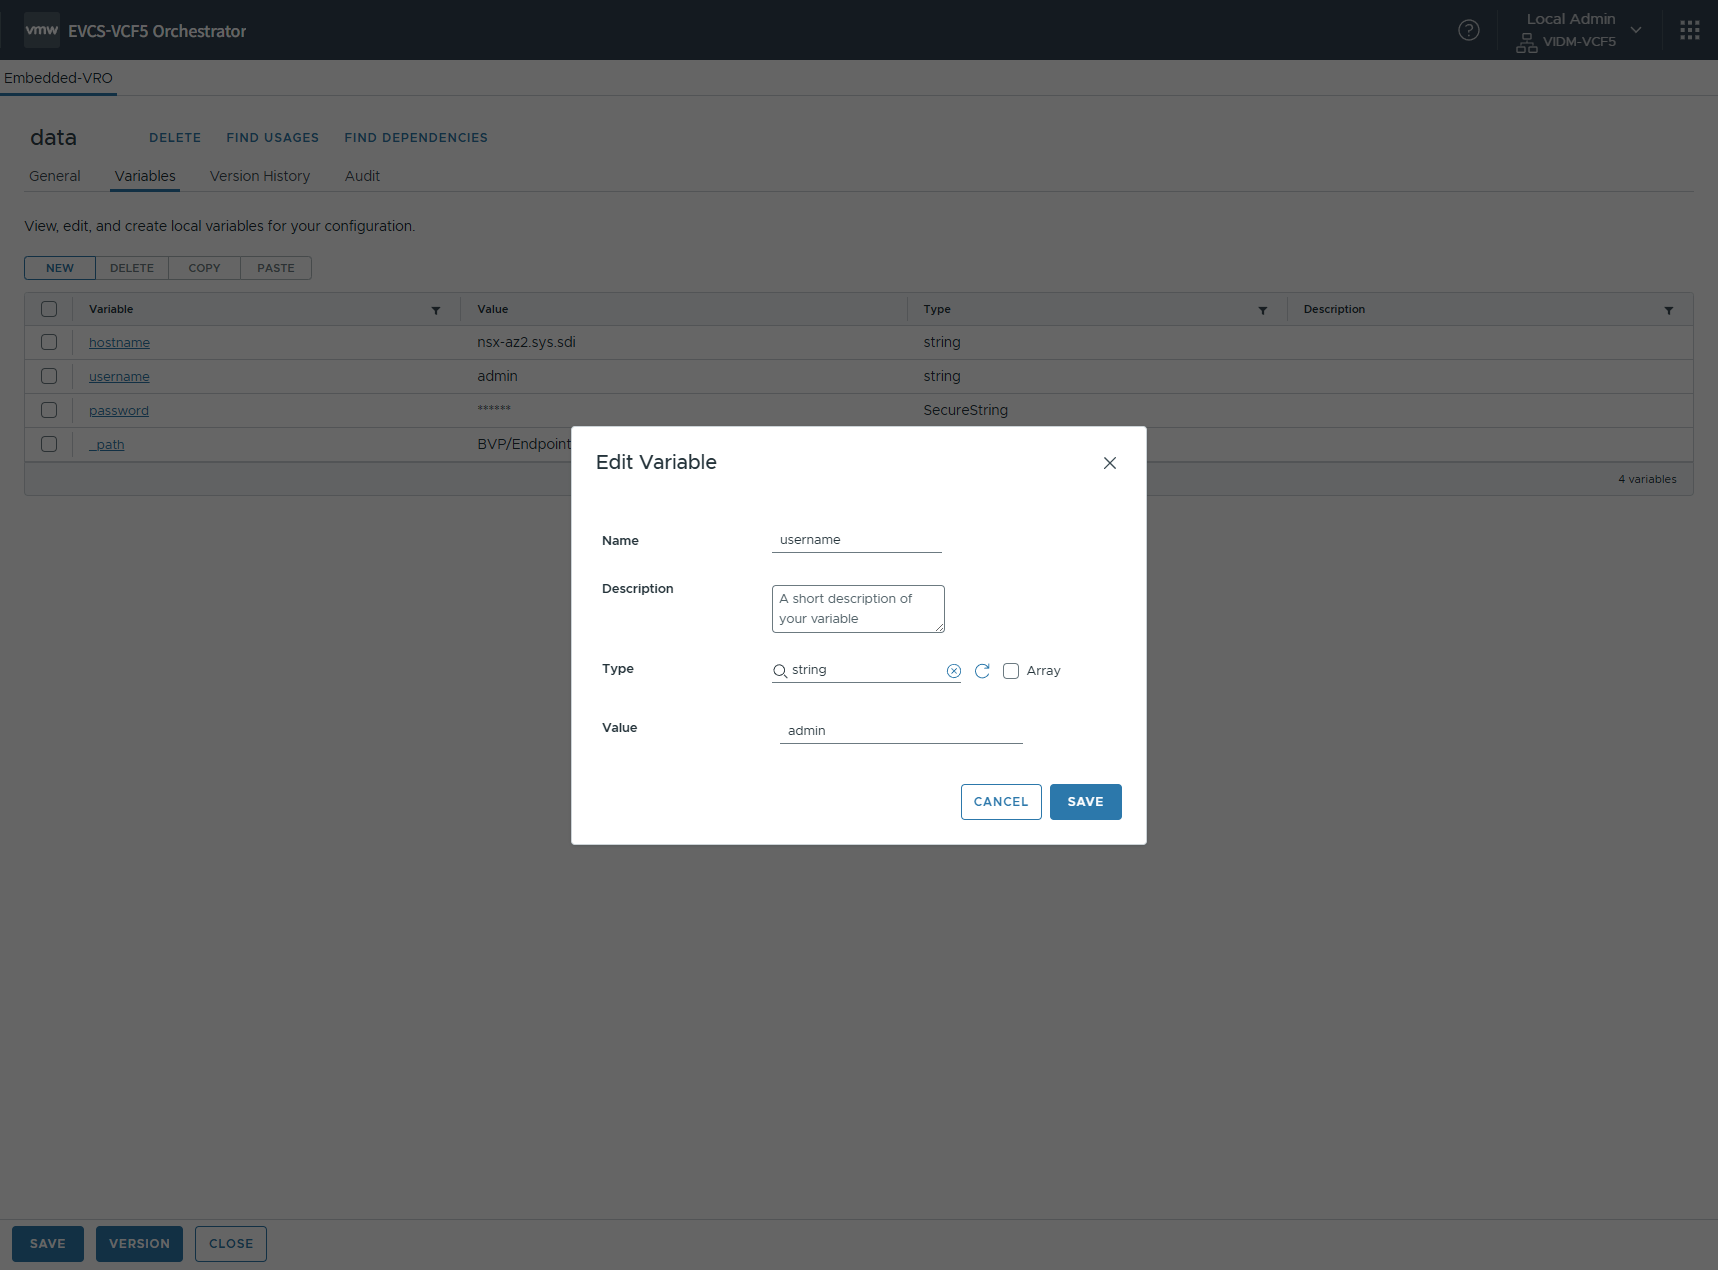 vmw EVCS-VCF5 Orchestrator
Local Admin
VIDM-VCF5
Embedded-VRO
data DELETE FIND USAGES FIND DEPENDENCIES
General Variables Version History Audit
View, edit, and create local variables for your configuration.
NEW DELETE COPY PASTE
Variable Value Type Description
hostname nsx-az2.sys.sdi string
username admin string
password ****** SecureString
_path BVP/Endpoint
4 variables
Edit Variable
Name username
Description A short description of
your variable
Type string Array
Value admin
CANCEL SAVE
SAVE VERSION CLOSE